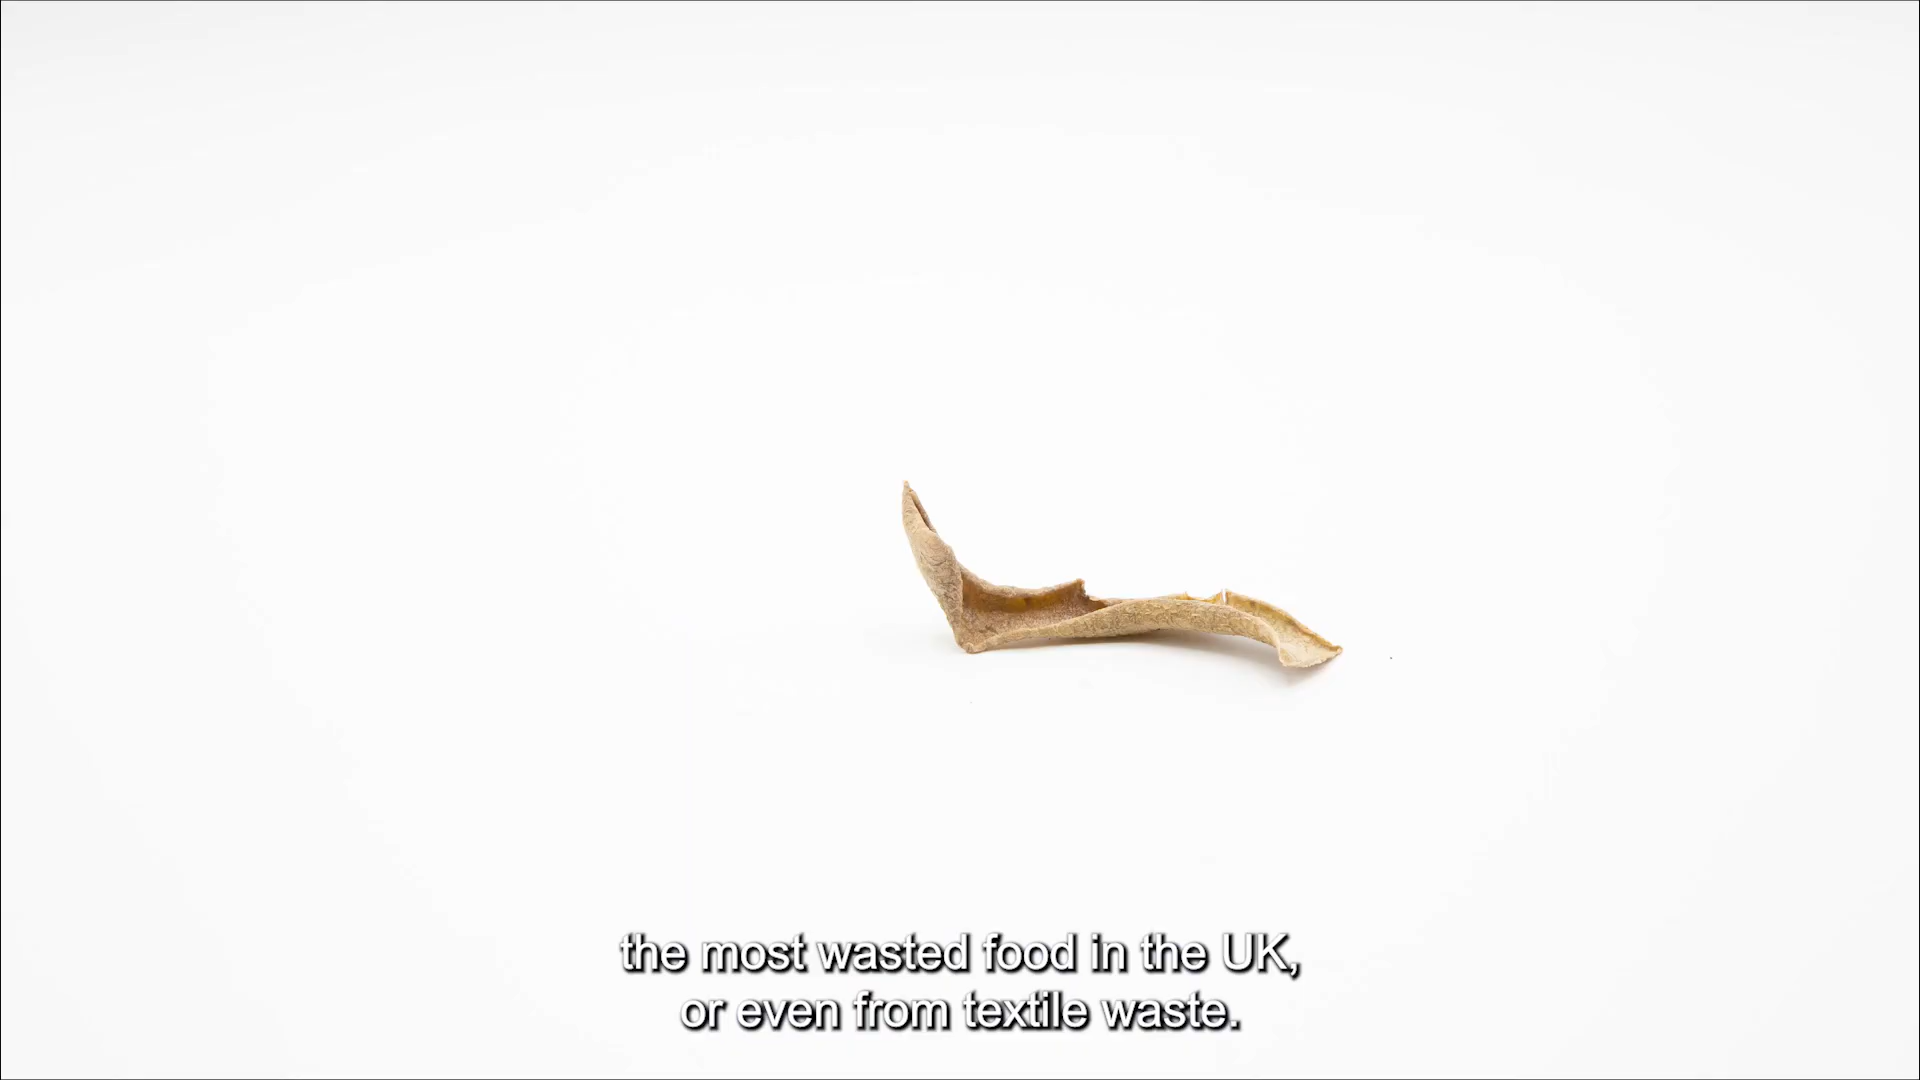 the most wasted food in the UK,
or even from textile waste.